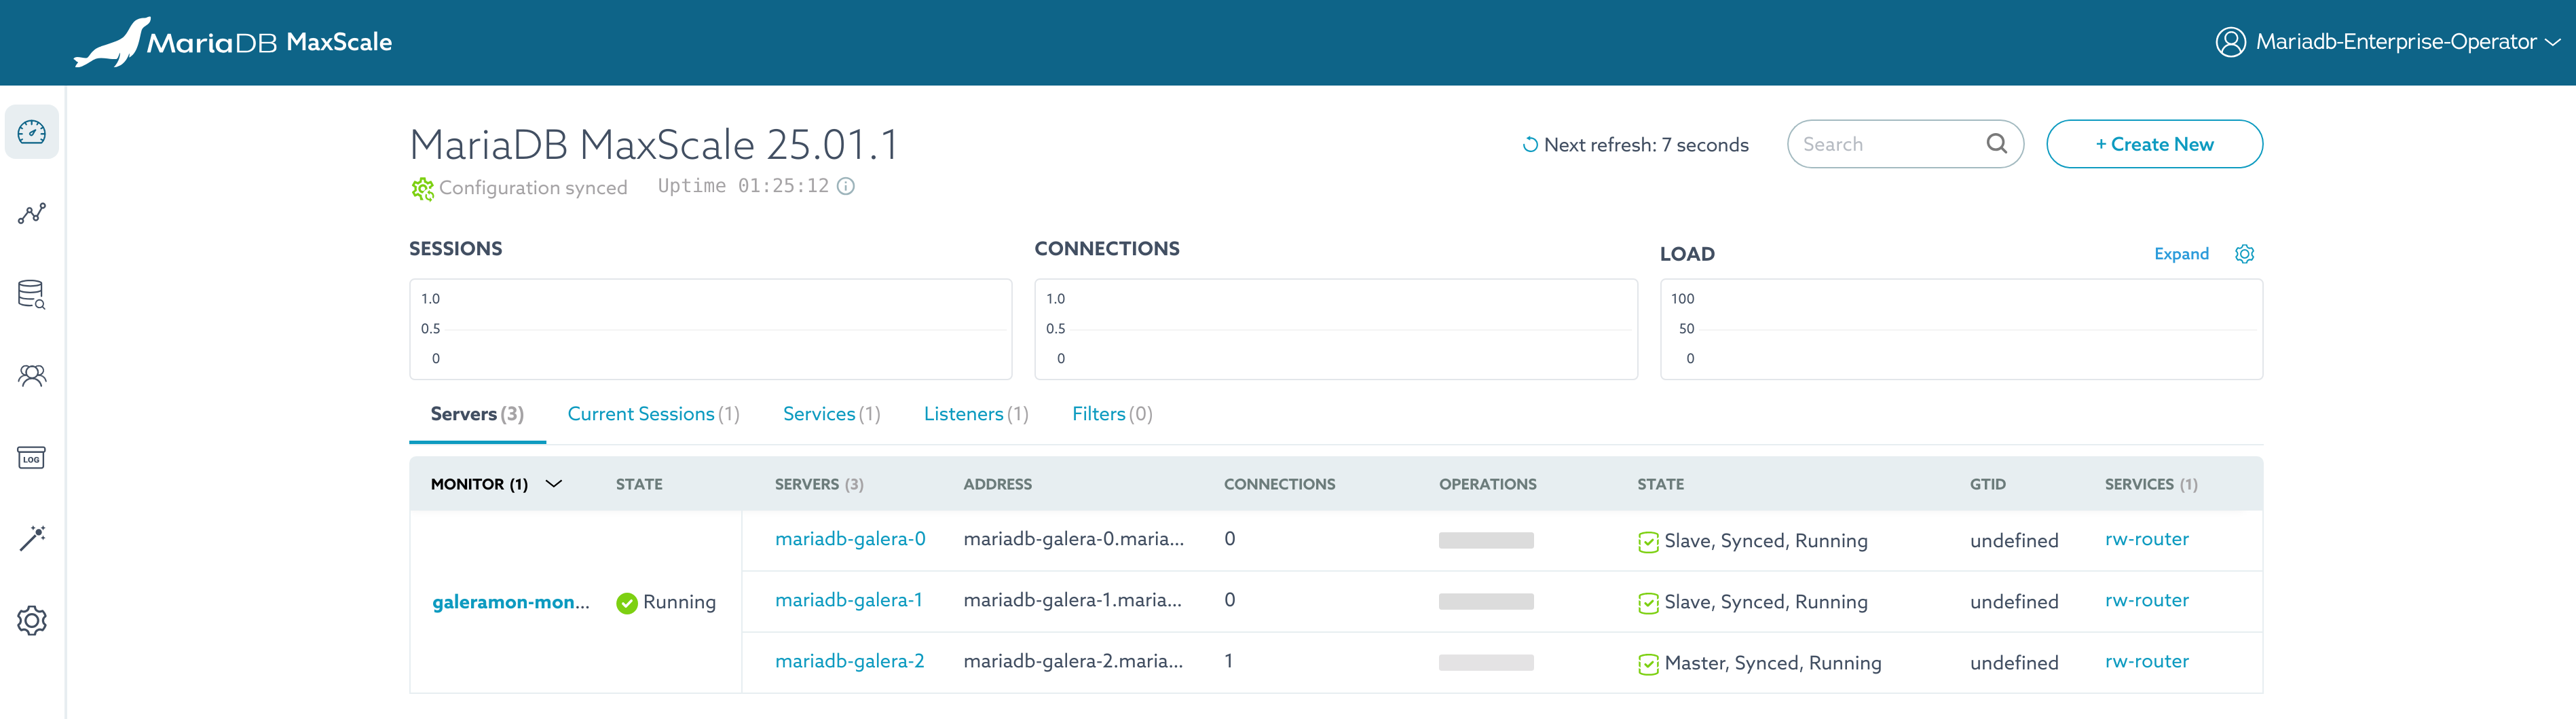 MariaDB MaxScale
Mariadb-Enterprise-Operator
MariaDB MaxScale 25.01.1
Next refresh: 7 seconds
Search
+ Create New
Configuration synced
Uptime 01:25:12
SESSIONS
CONNECTIONS
LOAD
Expand
1.0
0.5
0
1.0
0.5
0
100
50
0
Servers (3)
Current Sessions (1)
Services (1)
Listeners (1)
Filters (0)
MONITOR (1) STATE SERVERS (3) ADDRESS CONNECTIONS OPERATIONS STATE GTID SERVICES (1)
mariadb-galera-0 mariadb-galera-0.maria... 0 Slave, Synced, Running undefined rw-router
galeramon-mon... Running mariadb-galera-1 mariadb-galera-1.maria... 0 Slave, Synced, Running undefined rw-router
mariadb-galera-2 mariadb-galera-2.maria... 1 Master, Synced, Running undefined rw-router
LOG